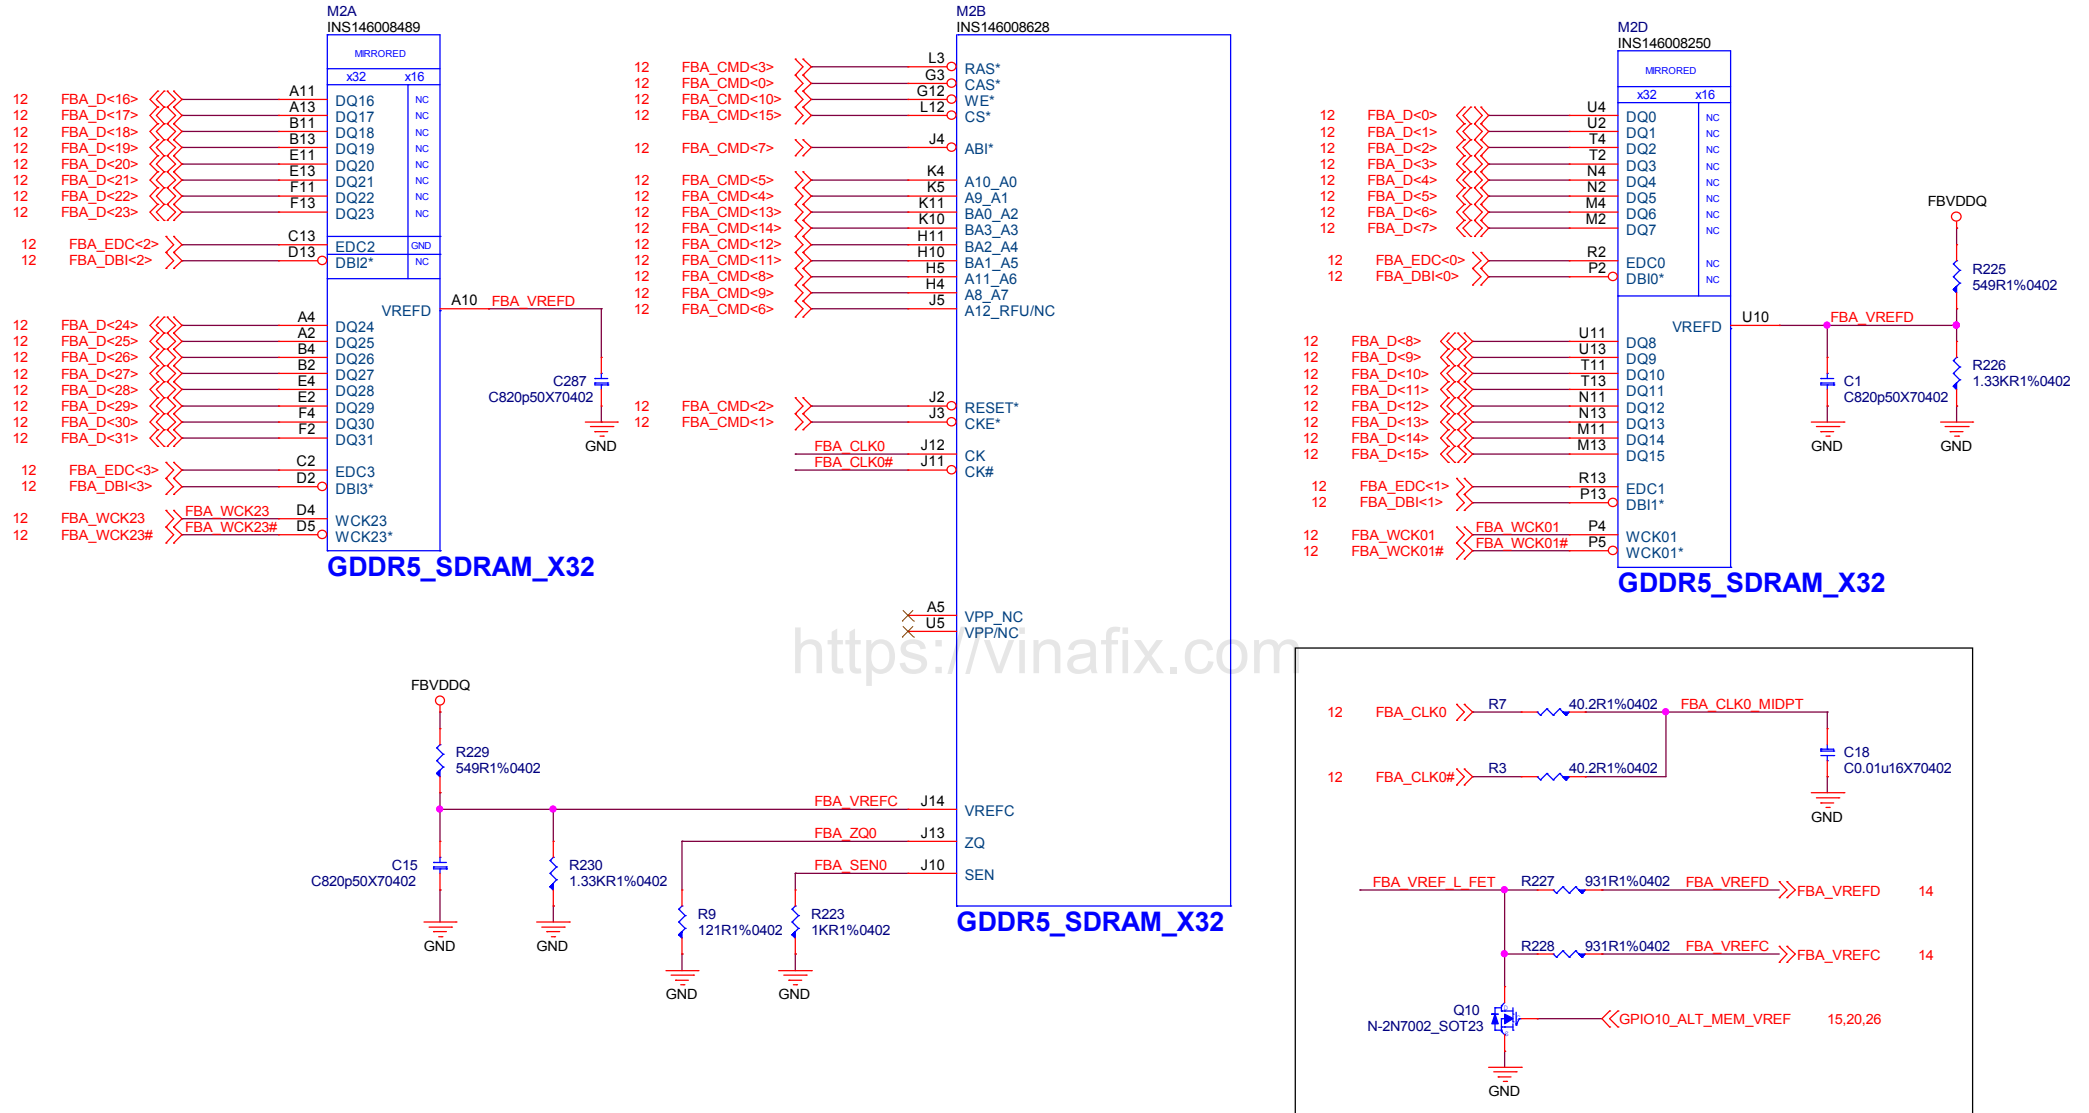 M2A
INS146008489
MIRRORED
x32 x16
12 FBA_D<16> A11 DQ16 NC
12 FBA_D<17> A13 DQ17 NC
12 FBA_D<18> B11 DQ18 NC
12 FBA_D<19> B13 DQ19 NC
12 FBA_D<20> E11 DQ20 NC
12 FBA_D<21> E13 DQ21 NC
12 FBA_D<22> F11 DQ22 NC
12 FBA_D<23> F13 DQ23 NC
12 FBA_EDC<2> C13 EDC2 GND
12 FBA_DBI<2> D13 DBI2* NC
VREFD A10 FBA_VREFD
12 FBA_D<24> A4 DQ24
12 FBA_D<25> A2 DQ25
12 FBA_D<26> B4 DQ26
12 FBA_D<27> B2 DQ27
12 FBA_D<28> E4 DQ28
12 FBA_D<29> E2 DQ29
12 FBA_D<30> F4 DQ30
12 FBA_D<31> F2 DQ31
12 FBA_EDC<3> C2 EDC3
12 FBA_DBI<3> D2 DBI3*
12 FBA_WCK23 FBA_WCK23 D4 WCK23
12 FBA_WCK23# FBA_WCK23# D5 WCK23*
GDDR5_SDRAM_X32
C287
C820p50X70402
GND
M2B
INS146008628
12 FBA_CMD<3> L3 RAS*
12 FBA_CMD<0> G3 CAS*
12 FBA_CMD<10> G12 WE*
12 FBA_CMD<15> L12 CS*
12 FBA_CMD<7> J4 ABI*
12 FBA_CMD<5> K4 A10_A0
12 FBA_CMD<4> K5 A9_A1
12 FBA_CMD<13> K11 BA0_A2
12 FBA_CMD<14> K10 BA3_A3
12 FBA_CMD<12> H11 BA2_A4
12 FBA_CMD<11> H10 BA1_A5
12 FBA_CMD<8> H5 A11_A6
12 FBA_CMD<9> H4 A8_A7
12 FBA_CMD<6> J5 A12_RFU/NC
12 FBA_CMD<2> J2 RESET*
12 FBA_CMD<1> J3 CKE*
FBA_CLK0 J12 CK
FBA_CLK0# J11 CK#
A5 VPP_NC
U5 VPP/NC
https://vinafix.com
FBVDDQ
R229
549R1%0402
FBA_VREFC J14 VREFC
FBA_ZQ0 J13 ZQ
FBA_SEN0 J10 SEN
C15
C820p50X70402
R230
1.33KR1%0402
R9
121R1%0402
R223
1KR1%0402
GND
GND
GND
GND
GDDR5_SDRAM_X32
M2D
INS146008250
MIRRORED
x32 x16
12 FBA_D<0> U4 DQ0 NC
12 FBA_D<1> U2 DQ1 NC
12 FBA_D<2> T4 DQ2 NC
12 FBA_D<3> T2 DQ3 NC
12 FBA_D<4> N4 DQ4 NC
12 FBA_D<5> N2 DQ5 NC
12 FBA_D<6> M4 DQ6 NC
12 FBA_D<7> M2 DQ7 NC
12 FBA_EDC<0> R2 EDC0 NC
12 FBA_DBI<0> P2 DBI0* NC
VREFD U10 FBA_VREFD
12 FBA_D<8> U11 DQ8
12 FBA_D<9> U13 DQ9
12 FBA_D<10> T11 DQ10
12 FBA_D<11> T13 DQ11
12 FBA_D<12> N11 DQ12
12 FBA_D<13> N13 DQ13
12 FBA_D<14> M11 DQ14
12 FBA_D<15> M13 DQ15
12 FBA_EDC<1> R13 EDC1
12 FBA_DBI<1> P13 DBI1*
12 FBA_WCK01 FBA_WCK01 P4 WCK01
12 FBA_WCK01# FBA_WCK01# P5 WCK01*
GDDR5_SDRAM_X32
FBVDDQ
R225
549R1%0402
R226
1.33KR1%0402
C1
C820p50X70402
GND
GND
12 FBA_CLK0 R7 40.2R1%0402 FBA_CLK0_MIDPT
12 FBA_CLK0# R3 40.2R1%0402
C18
C0.01u16X70402
GND
FBA_VREF_L_FET R227 931R1%0402 FBA_VREFD FBA_VREFD 14
R228 931R1%0402 FBA_VREFC FBA_VREFC 14
Q10
N-2N7002_SOT23
GPIO10_ALT_MEM_VREF 15,20,26
GND